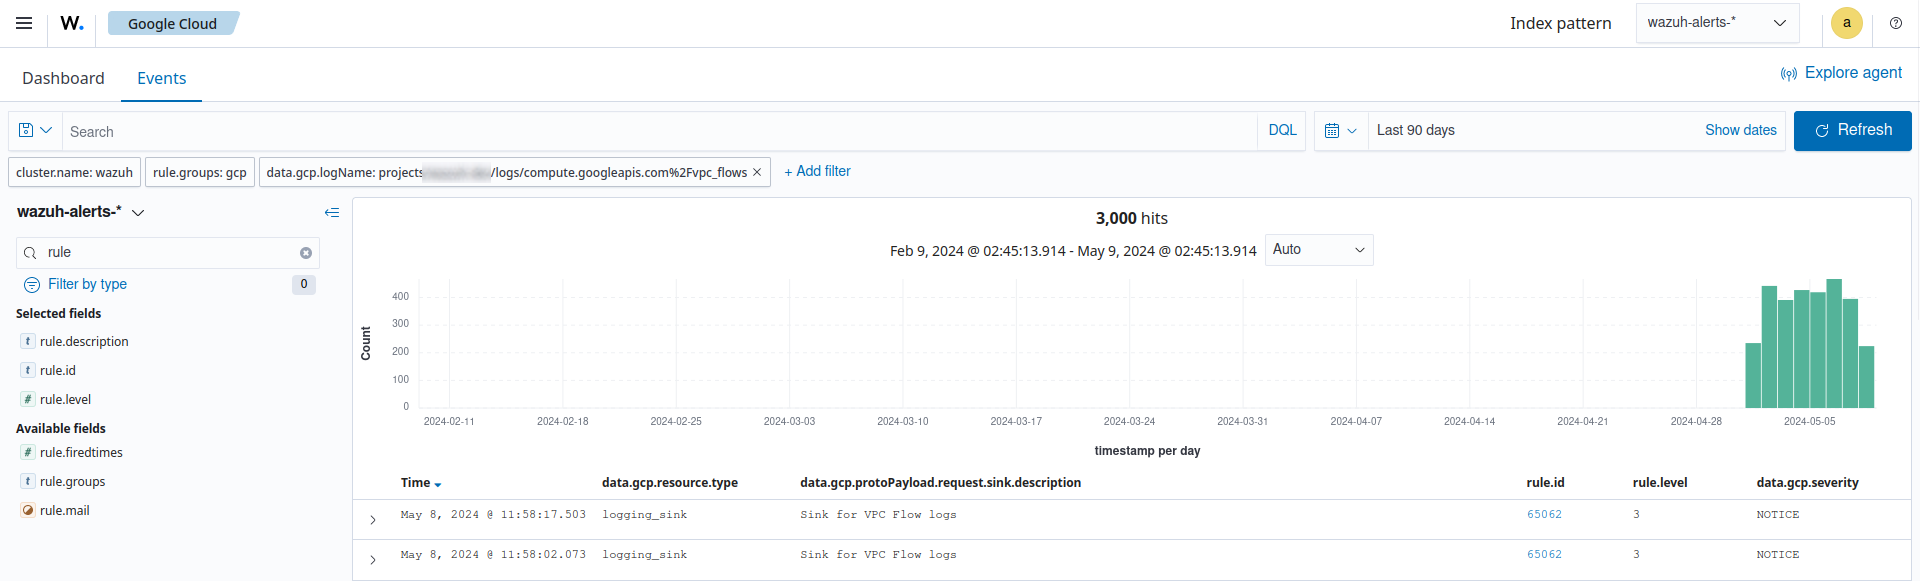 W. Google Cloud Index pattern wazuh-alerts-* a
Dashboard Events Explore agent
Search DQL Last 90 days Show dates Refresh
cluster.name: wazuh rule.groups: gcp data.gcp.logName: projects /logs/compute.googleapis.com%2Fvpc_flows × + Add filter
wazuh-alerts-*
rule
Filter by type 0
Selected fields
t rule.description
t rule.id
# rule.level
Available fields
# rule.firedtimes
t rule.groups
rule.mail
3,000 hits
Feb 9, 2024 @ 02:45:13.914 - May 9, 2024 @ 02:45:13.914 Auto
Count
400
300
200
100
0
2024-02-11 2024-02-18 2024-02-25 2024-03-03 2024-03-10 2024-03-17 2024-03-24 2024-03-31 2024-04-07 2024-04-14 2024-04-21 2024-04-28 2024-05-05
timestamp per day
Time data.gcp.resource.type data.gcp.protoPayload.request.sink.description rule.id rule.level data.gcp.severity
May 8, 2024 @ 11:58:17.503 logging_sink Sink for VPC Flow logs 65062 3 NOTICE
May 8, 2024 @ 11:58:02.073 logging_sink Sink for VPC Flow logs 65062 3 NOTICE